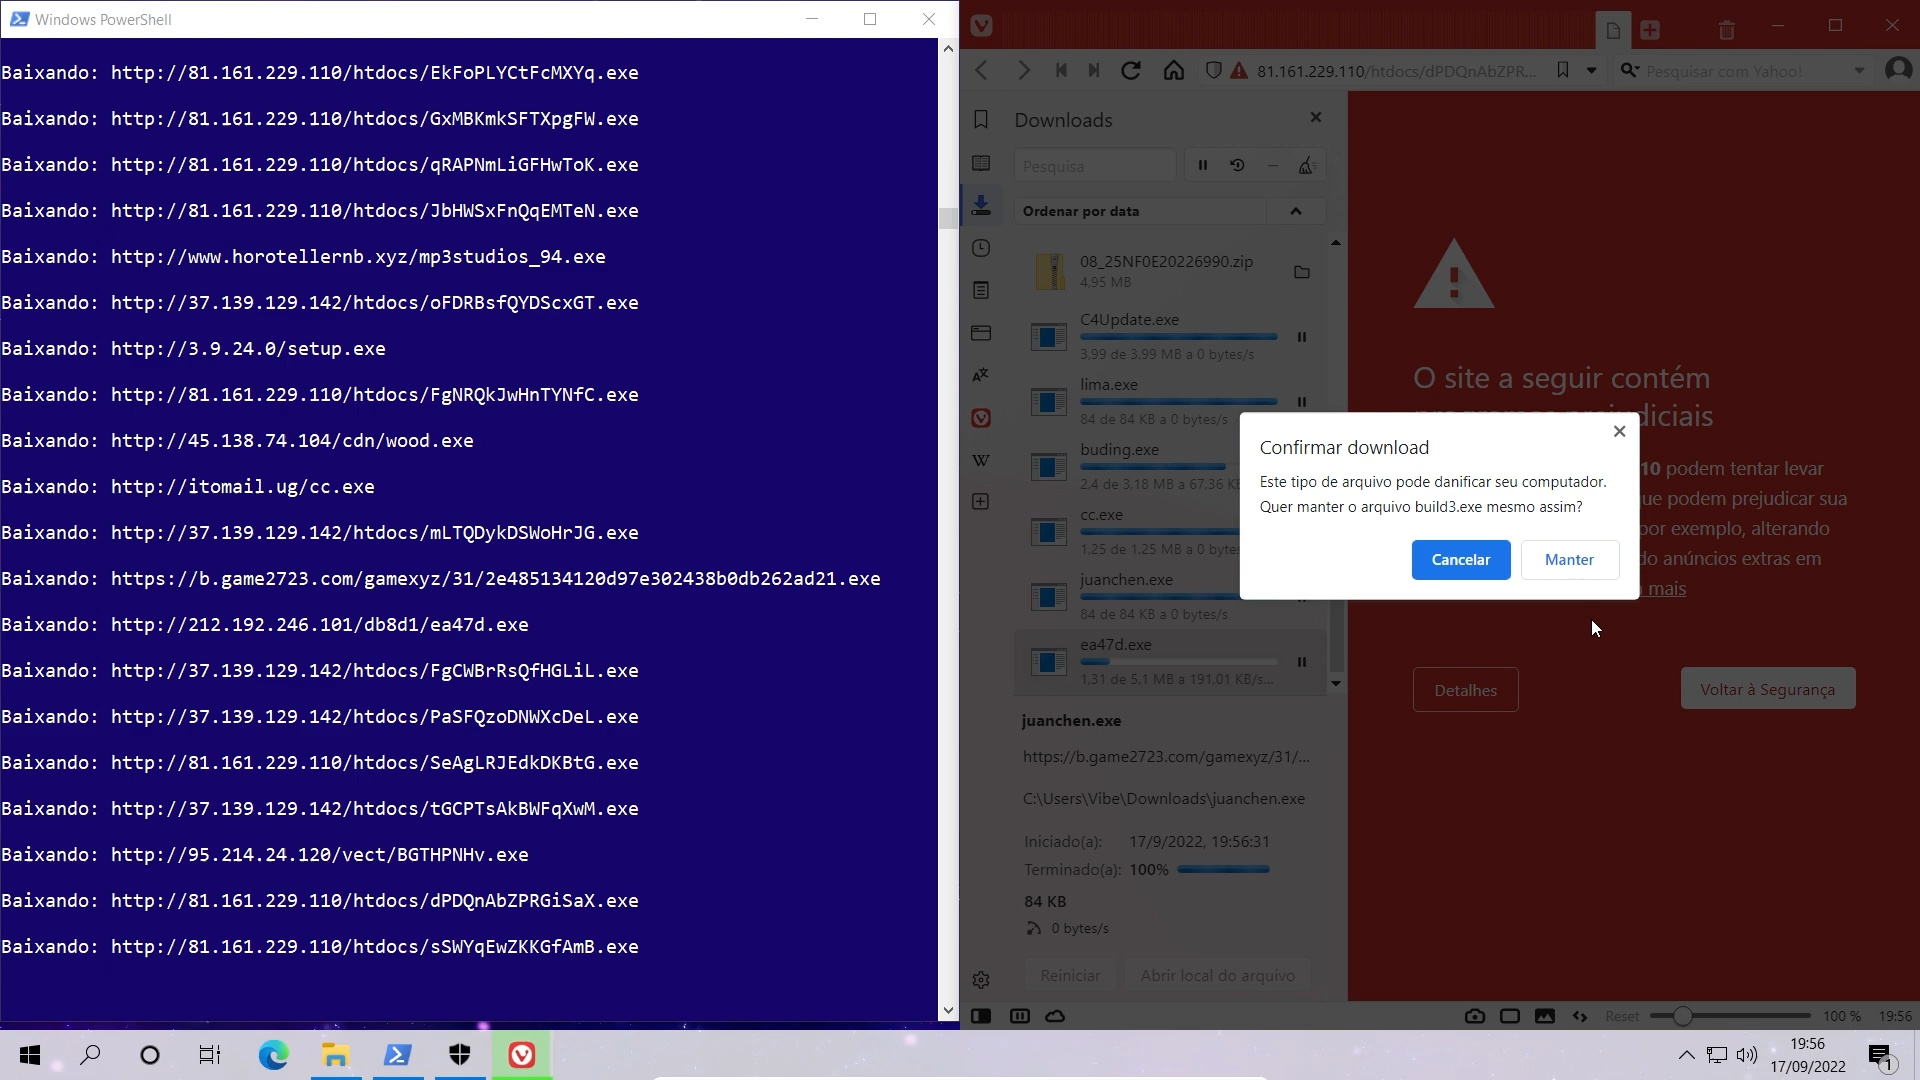 Windows PowerShell
Baixando: http://81.161.229.110/htdocs/EkFoPLYCtFcMXYq.exe
Baixando: http://81.161.229.110/htdocs/GxMBKmkSFTXpgFW.exe
Baixando: http://81.161.229.110/htdocs/qRAPNmLiGFHwToK.exe
Baixando: http://81.161.229.110/htdocs/JbHWSxFnQqEMTeN.exe
Baixando: http://www.horotellernb.xyz/mp3studios_94.exe
Baixando: http://37.139.129.142/htdocs/oFDRBsfQYDScxGT.exe
Baixando: http://3.9.24.0/setup.exe
Baixando: http://81.161.229.110/htdocs/FgNRQkJwHnTYNfC.exe
Baixando: http://45.138.74.104/cdn/wood.exe
Baixando: http://itomail.ug/cc.exe
Baixando: http://37.139.129.142/htdocs/mLTQDykDSWoHrJG.exe
Baixando: https://b.game2723.com/gamexyz/31/2e485134120d97e302438b0db262ad21.exe
Baixando: http://212.192.246.101/db8d1/ea47d.exe
Baixando: http://37.139.129.142/htdocs/FgCWBrRsQfHGLiL.exe
Baixando: http://37.139.129.142/htdocs/PaSFQzoDNWXcDeL.exe
Baixando: http://81.161.229.110/htdocs/SeAgLRJEdkDKBtG.exe
Baixando: http://37.139.129.142/htdocs/tGCPTsAkBWFqXwM.exe
Baixando: http://95.214.24.120/vect/BGTHPNHv.exe
Baixando: http://81.161.229.110/htdocs/dPDQnAbZPRGiSaX.exe
Baixando: http://81.161.229.110/htdocs/sSWYqEwZKKGfAmB.exe
81.161.229.110/htdocs/dPDQnAbZPR...
Pesquisar com Yahoo!
Downloads
Pesquisa
Ordenar por data
08_25NF0E20226990.zip
4,95 MB
C4Update.exe
3,99 de 3,99 MB a 0 bytes/s
lima.exe
84 de 84 KB a 0 bytes/s
buding.exe
2,4 de 3,18 MB a 67,36 K
cc.exe
1,25 de 1,25 MB a 0 bytes
juanchen.exe
84 de 84 KB a 0 bytes/s
ea47d.exe
1,31 de 5,1 MB a 191,01 KB/s...
juanchen.exe
https://b.game2723.com/gamexyz/31/...
C:\Users\Vibe\Downloads\juanchen.exe
Iniciado(a): 17/9/2022, 19:56:31
Terminado(a): 100%
84 KB
0 bytes/s
Reiniciar
Abrir local do arquivo
O site a seguir contém
10 podem tentar levar
que podem prejudicar sua
por exemplo, alterando
do anúncios extras em
mais
Detalhes
Voltar à Segurança
Confirmar download
Este tipo de arquivo pode danificar seu computador.
Quer manter o arquivo build3.exe mesmo assim?
Cancelar
Manter
Reset
100 %
19:56
19:56
17/09/2022
1